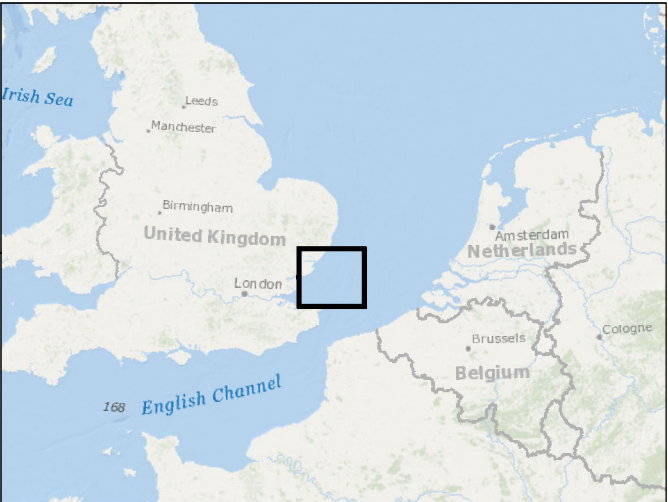 Irish Sea
Leeds
Manchester
Birmingham
United Kingdom
Amsterdam
Netherlands
London
Cologne
Brussels
Belgium
168
English Channel